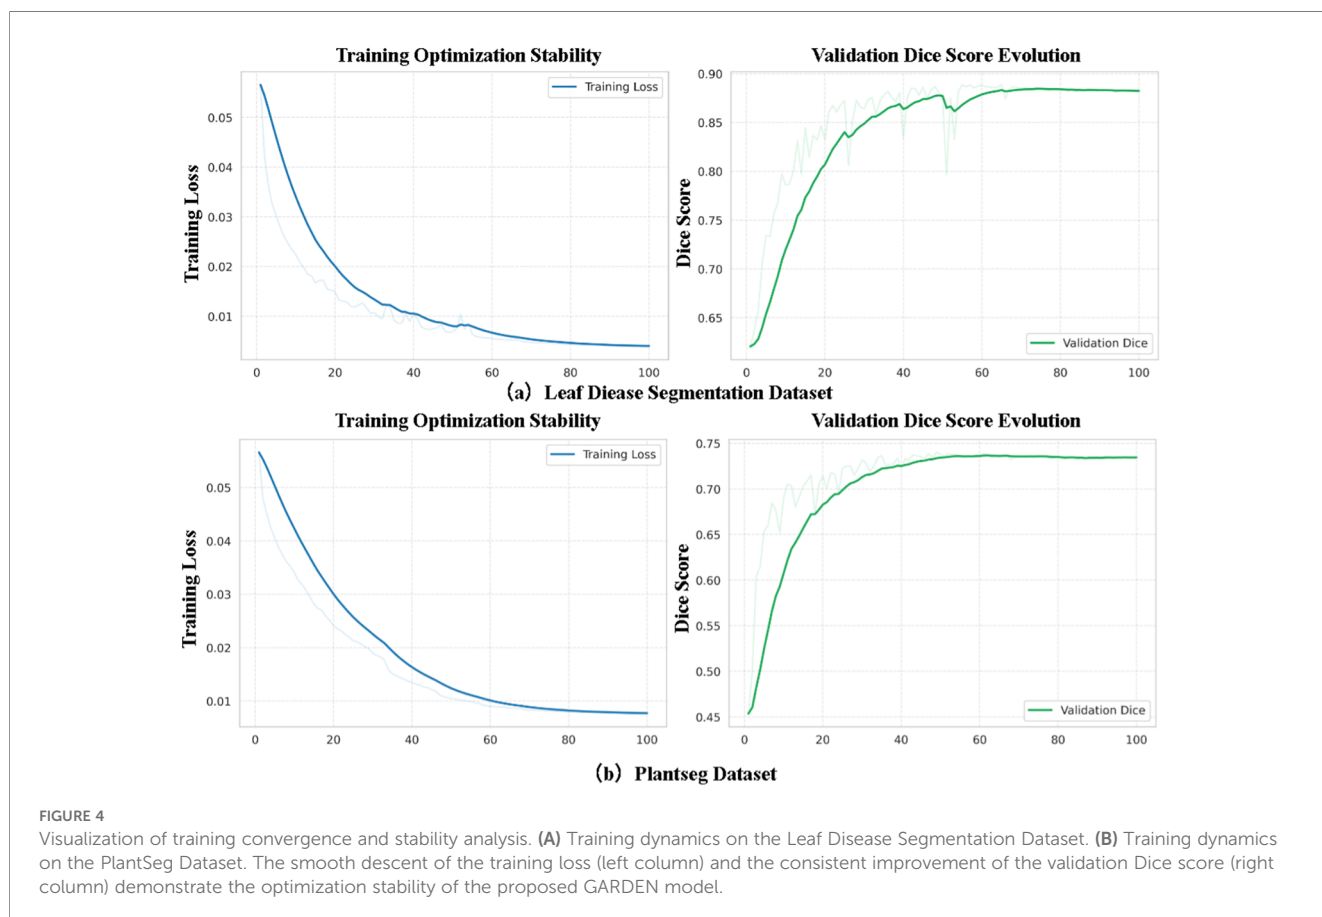 Training Optimization Stability
Validation Dice Score Evolution
Training Loss
Training Loss
0.05
0.04
0.03
0.02
0.01
0 20 40 60 80 100
Dice Score
Validation Dice
0.90
0.85
0.80
0.75
0.70
0.65
0 20 40 60 80 100
(a) Leaf Diease Segmentation Dataset
Training Optimization Stability
Validation Dice Score Evolution
Training Loss
Training Loss
0.05
0.04
0.03
0.02
0.01
0 20 40 60 80 100
Dice Score
Validation Dice
0.75
0.70
0.65
0.60
0.55
0.50
0.45
0 20 40 60 80 100
(b) Plantseg Dataset
FIGURE 4
Visualization of training convergence and stability analysis. (A) Training dynamics on the Leaf Disease Segmentation Dataset. (B) Training dynamics
on the PlantSeg Dataset. The smooth descent of the training loss (left column) and the consistent improvement of the validation Dice score (right
column) demonstrate the optimization stability of the proposed GARDEN model.